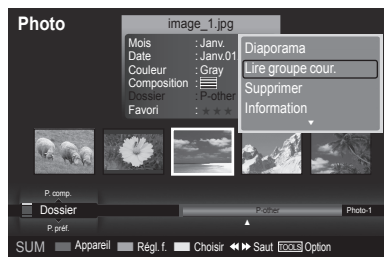 Photo
image_1.jpg
Mois : Janv.
Date : Janv.01
Couleur : Gray
Composition :
Dossier : P-other
Favori : ★★★
Diaporama
Lire groupe cour.
Supprimer
Information
P. comp.
Dossier
P-other
Photo-1
P. préf.
SUM Appareil Régl. f. Choisir Saut TOOLS Option